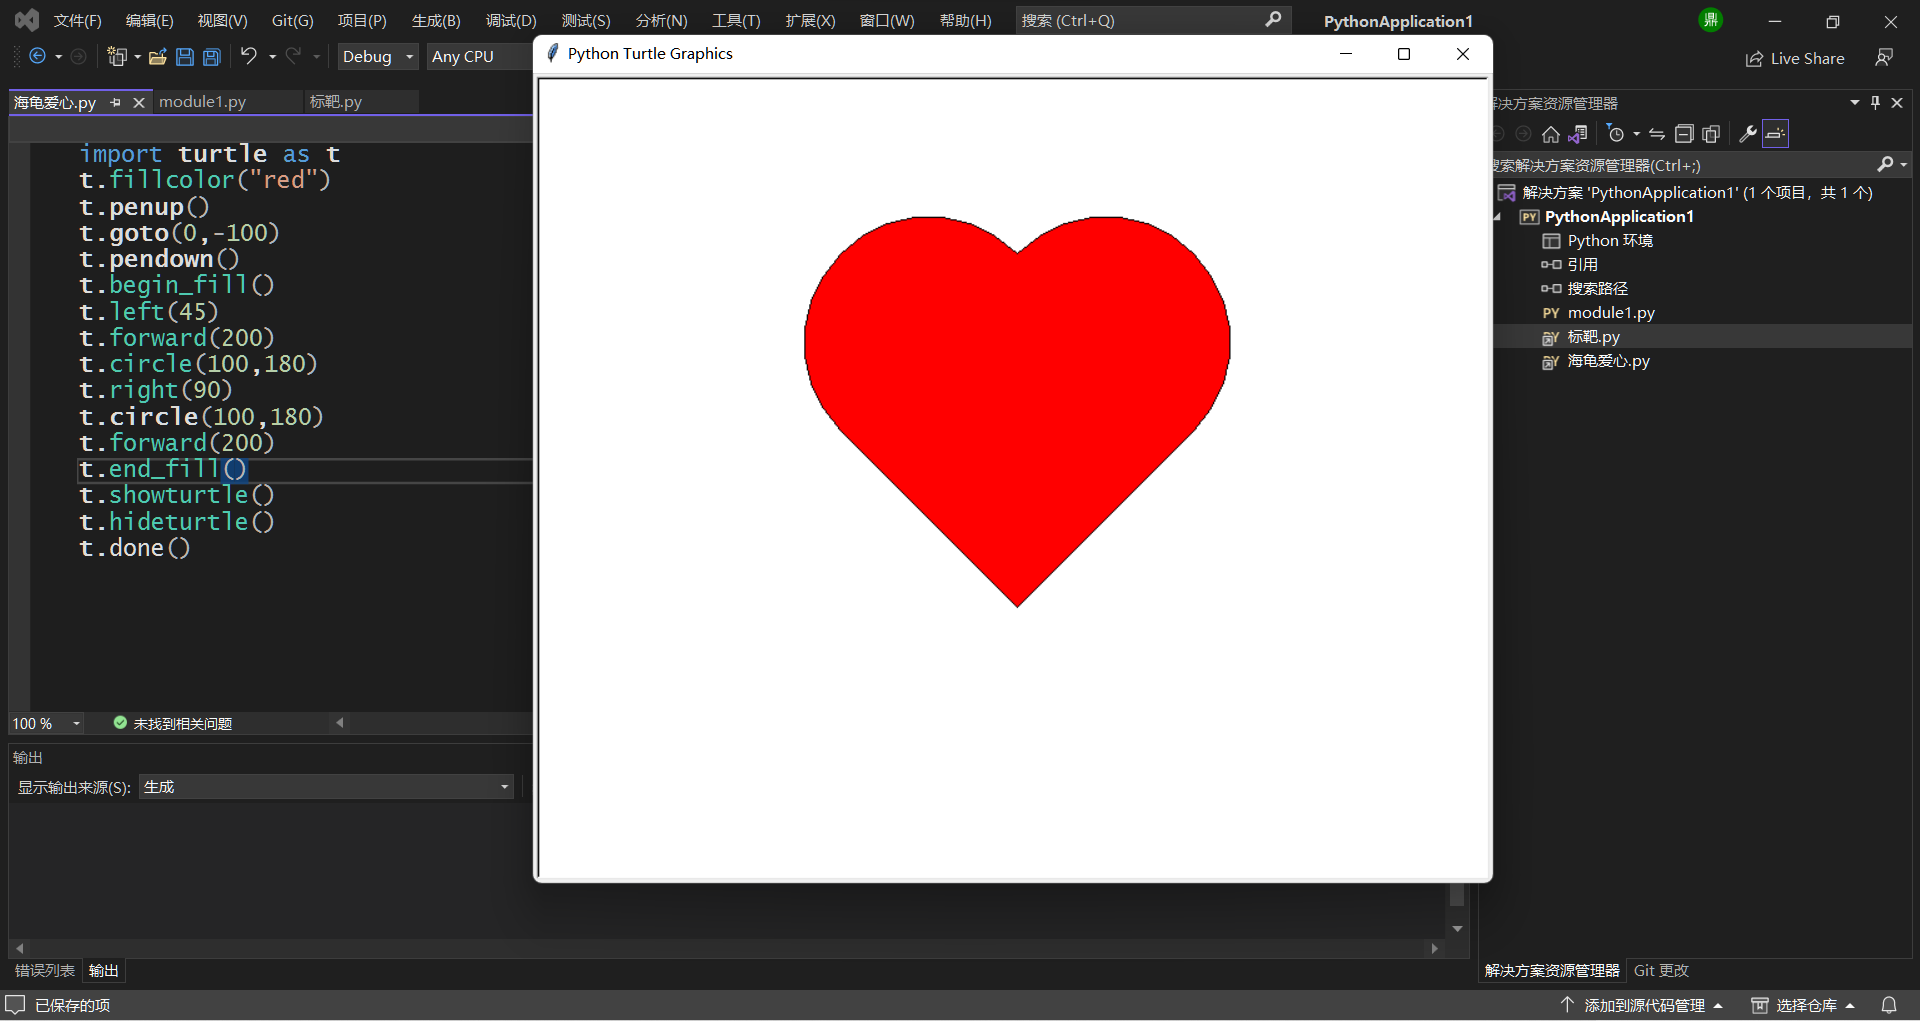 文件(F) 编辑(E) 视图(V) Git(G) 项目(P) 生成(B) 调试(D) 测试(S) 分析(N) 工具(T) 扩展(X) 窗口(W) 帮助(H) 搜索 (Ctrl+Q) PythonApplication1 鼎
Debug Any CPU
Live Share
Python Turtle Graphics
海龟爱心.py module1.py 标靶.py
import turtle as t
t.fillcolor("red")
t.penup()
t.goto(0,-100)
t.pendown()
t.begin_fill()
t.left(45)
t.forward(200)
t.circle(100,180)
t.right(90)
t.circle(100,180)
t.forward(200)
t.end_fill()
t.showturtle()
t.hideturtle()
t.done()
100 % 未找到相关问题
输出
显示输出来源(S): 生成
错误列表 输出
解决方案资源管理器
搜索解决方案资源管理器(Ctrl+;)
解决方案 'PythonApplication1' (1 个项目，共 1 个)
PY PythonApplication1
Python 环境
引用
搜索路径
PY module1.py
标靶.py
海龟爱心.py
解决方案资源管理器 Git 更改
已保存的项 添加到源代码管理 选择仓库